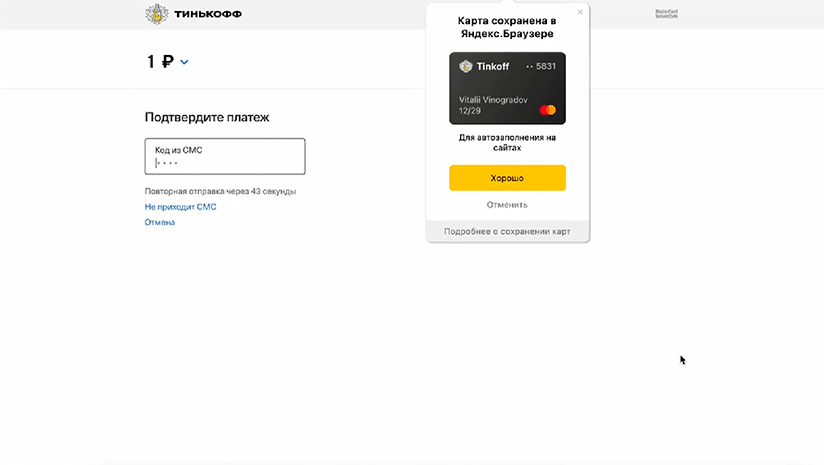 ТИНЬКОФФ
MasterCard
SecureCode
1 ₽
Подтвердите платеж
Код из СМС
Повторная отправка через 43 секунды
Не приходит СМС
Отмена
Карта сохранена в
Яндекс.Браузере
Tinkoff •• 5831
Vitalii Vinogradov
12/29
Для автозаполнения на
сайтах
Хорошо
Отменить
Подробнее о сохранении карт